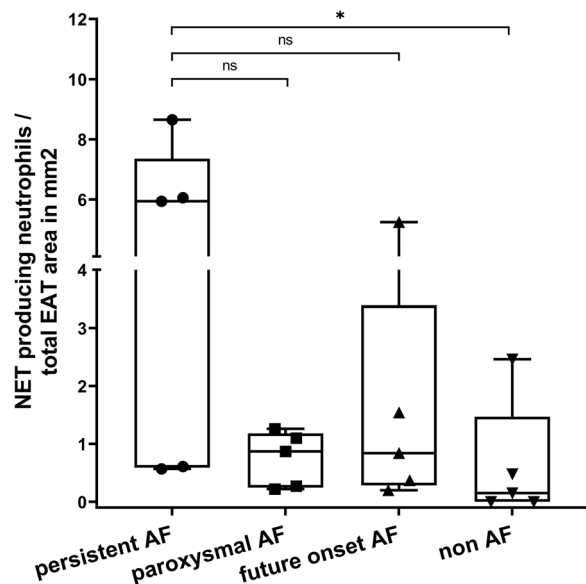 *
ns
ns
NET producing neutrophils /
total EAT area in mm2
12
10
8
6
4
3
2
1
0
persistent AF
paroxysmal AF
future onset AF
non AF